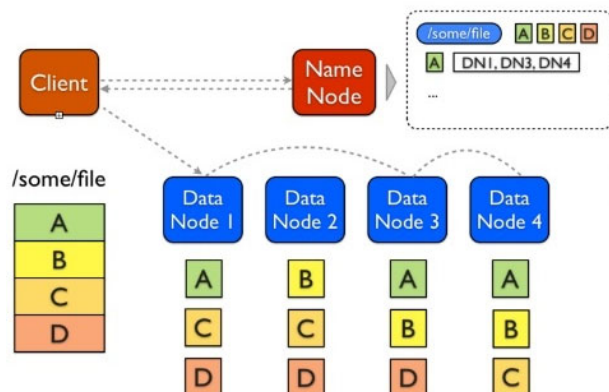 Client
Name
Node
/some/file A B C D
A DN1, DN3, DN4
...
/some/file
A
B
C
D
Data
Node 1
Data
Node 2
Data
Node 3
Data
Node 4
A B A A
C C B B
D D D C